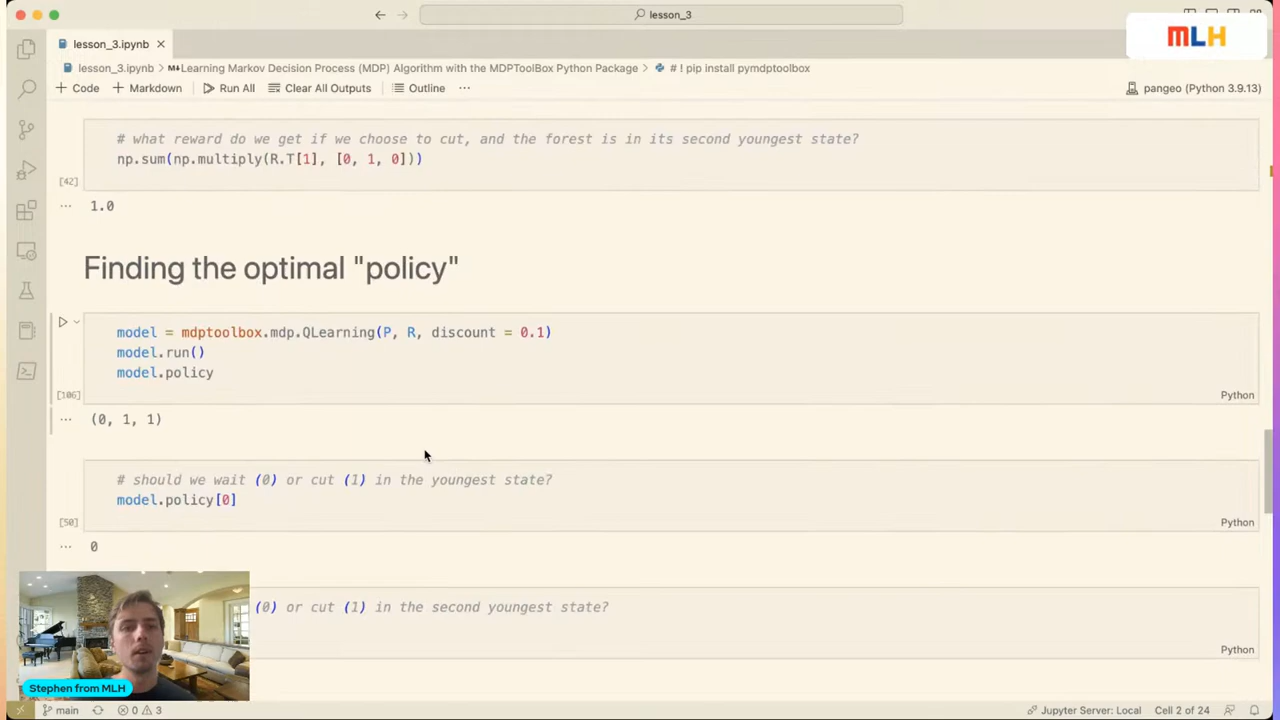 lesson_3
MLH
lesson_3.ipynb
lesson_3.ipynb > M↓Learning Markov Decision Process (MDP) Algorithm with the MDPToolBox Python Package > # ! pip install pymdptoolbox
+ Code + Markdown Run All Clear All Outputs Outline ... pangeo (Python 3.9.13)
# what reward do we get if we choose to cut, and the forest is in its second youngest state?
np.sum(np.multiply(R.T[1], [0, 1, 0]))
[42]
... 1.0
Finding the optimal "policy"
model = mdptoolbox.mdp.QLearning(P, R, discount = 0.1)
model.run()
model.policy
[106] Python
... (0, 1, 1)
# should we wait (0) or cut (1) in the youngest state?
model.policy[0]
[50] Python
... 0
(0) or cut (1) in the second youngest state?
Python
Stephen from MLH
main 0 3 Jupyter Server: Local Cell 2 of 24